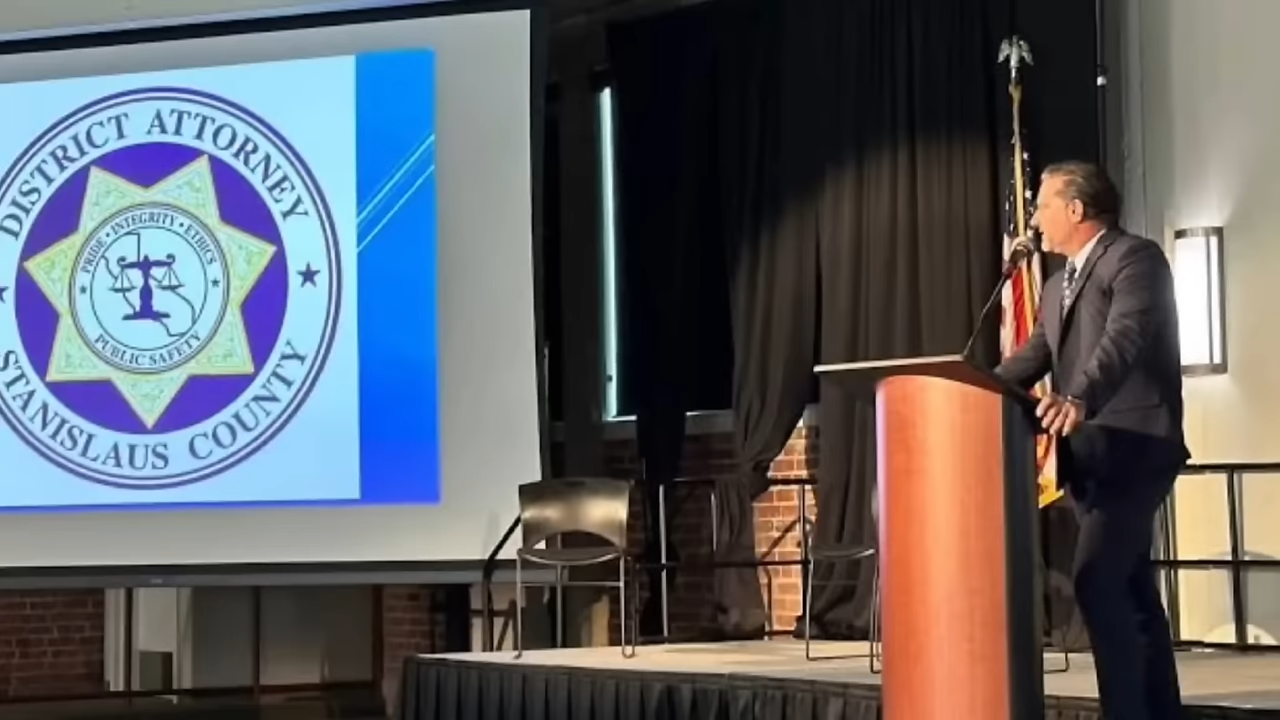 DISTRICT ATTORNEY
PRIDE • INTEGRITY • ETHICS
PUBLIC SAFETY
STANISLAUS COUNTY